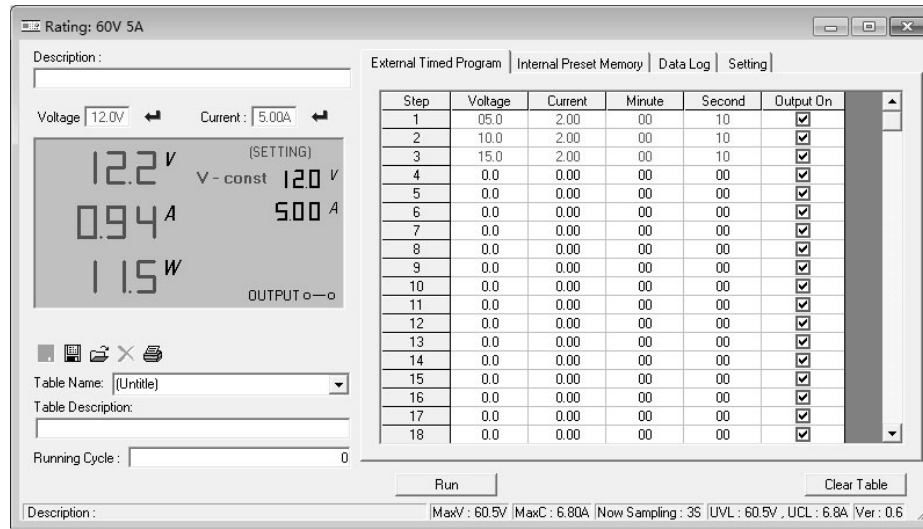 Rating: 60V 5A
Description :
Voltage 12.0V Current : 5.00A
12.2 V (SETTING)
V - const 12.0 V
0.94 A 5.00 A
11.5 W
OUTPUT
Table Name: (Untitle)
Table Description:
Running Cycle : 0
External Timed Program Internal Preset Memory Data Log Setting
Step Voltage Current Minute Second Output On
1 05.0 2.00 00 10
2 10.0 2.00 00 10
3 15.0 2.00 00 10
4 0.0 0.00 00 00
5 0.0 0.00 00 00
6 0.0 0.00 00 00
7 0.0 0.00 00 00
8 0.0 0.00 00 00
9 0.0 0.00 00 00
10 0.0 0.00 00 00
11 0.0 0.00 00 00
12 0.0 0.00 00 00
13 0.0 0.00 00 00
14 0.0 0.00 00 00
15 0.0 0.00 00 00
16 0.0 0.00 00 00
17 0.0 0.00 00 00
18 0.0 0.00 00 00
Run Clear Table
Description : MaxV : 60.5V MaxC : 6.80A Now Sampling : 3S UVL : 60.5V , UCL : 6.8A Ver : 0.6